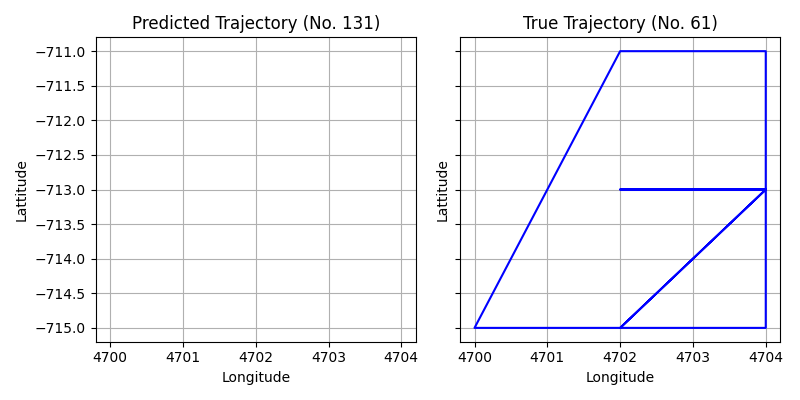 Predicted Trajectory (No. 131)
True Trajectory (No. 61)
−711.0
−711.5
−712.0
−712.5
−713.0
−713.5
−714.0
−714.5
−715.0
Lattitude
Lattitude
4700 4701 4702 4703 4704
4700 4701 4702 4703 4704
Longitude
Longitude